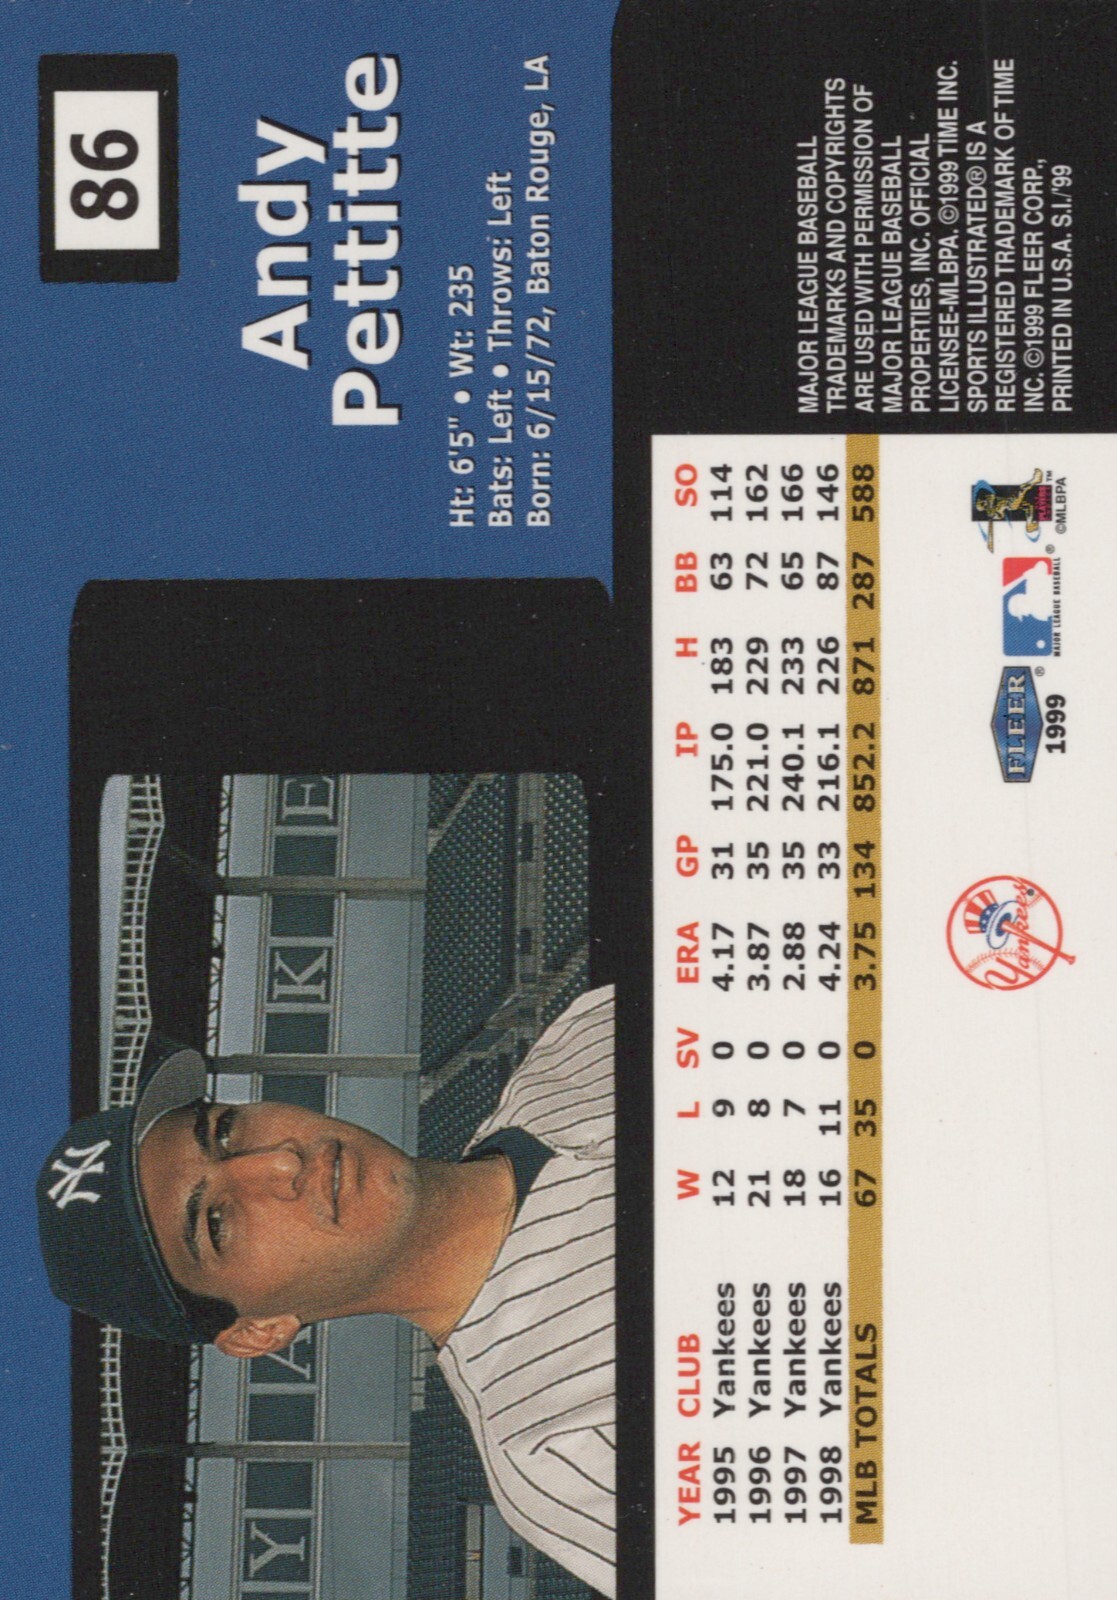 86
Andy
Pettitte
Ht: 6'5" • Wt: 235
Bats: Left • Throws: Left
Born: 6/15/72, Baton Rouge, LA
NY
Y A K E
YEAR CLUB W L SV ERA GP IP H BB SO
1995 Yankees 12 9 0 4.17 31 175.0 183 63 114
1996 Yankees 21 8 0 3.87 35 221.0 229 72 162
1997 Yankees 18 7 0 2.88 35 240.1 233 65 166
1998 Yankees 16 11 0 4.24 33 216.1 226 87 146
MLB TOTALS 67 35 0 3.75 134 852.2 871 287 588
Yankees
FLEER®
1999
MAJOR LEAGUE BASEBALL®
™
©MLBPA
MAJOR LEAGUE BASEBALL
TRADEMARKS AND COPYRIGHTS
ARE USED WITH PERMISSION OF
MAJOR LEAGUE BASEBALL
PROPERTIES, INC. OFFICIAL
LICENSEE-MLBPA. ©1999 TIME INC.
SPORTS ILLUSTRATED® IS A
REGISTERED TRADEMARK OF TIME
INC. ©1999 FLEER CORP.,
PRINTED IN U.S.A. S.I./'99